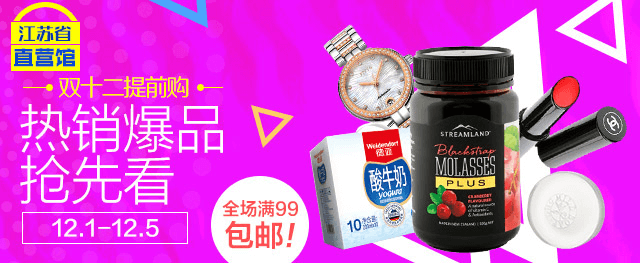 江苏省
直营馆
双十二提前购
热销爆品
抢先看
12.1-12.5
全场满99
包邮!
Weidendorf
德亚
酸牛奶
yogurt
10
STREAMLAND
Blackstrap
MOLASSES
PLUS
CRANBERRY
FLAVOURED